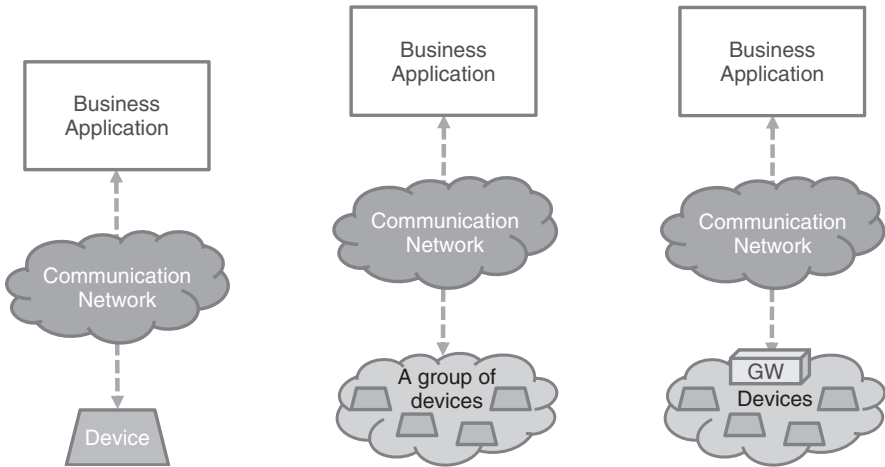 Business
Application
Communication
Network
Device
Business
Application
Communication
Network
A group of
devices
Business
Application
Communication
Network
GW
Devices